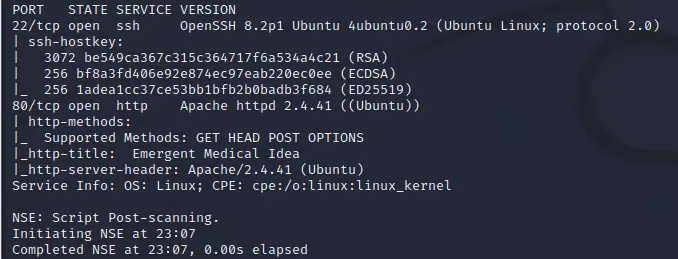 PORT   STATE SERVICE VERSION
22/tcp open  ssh     OpenSSH 8.2p1 Ubuntu 4ubuntu0.2 (Ubuntu Linux; protocol 2.0)
| ssh-hostkey:
|   3072 be549ca367c315c364717f6a534a4c21 (RSA)
|   256 bf8a3fd406e92e874ec97eab220ec0ee (ECDSA)
|_  256 1adea1cc37ce53bb1bfb2b0badb3f684 (ED25519)
80/tcp open  http    Apache httpd 2.4.41 ((Ubuntu))
| http-methods:
|_  Supported Methods: GET HEAD POST OPTIONS
|_http-title:  Emergent Medical Idea
|_http-server-header: Apache/2.4.41 (Ubuntu)
Service Info: OS: Linux; CPE: cpe:/o:linux:linux_kernel

NSE: Script Post-scanning.
Initiating NSE at 23:07
Completed NSE at 23:07, 0.00s elapsed